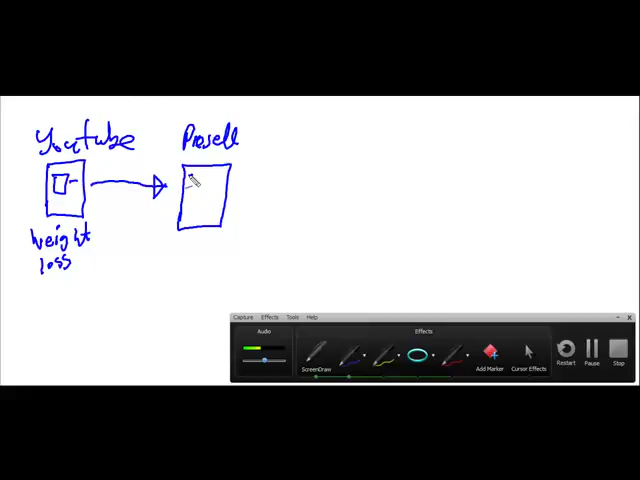 Youtube
Presell
weight
loss
Capture Effects Tools Help
Audio
Effects
ScreenDraw
Add Marker
Cursor Effects
Restart
Pause
Stop